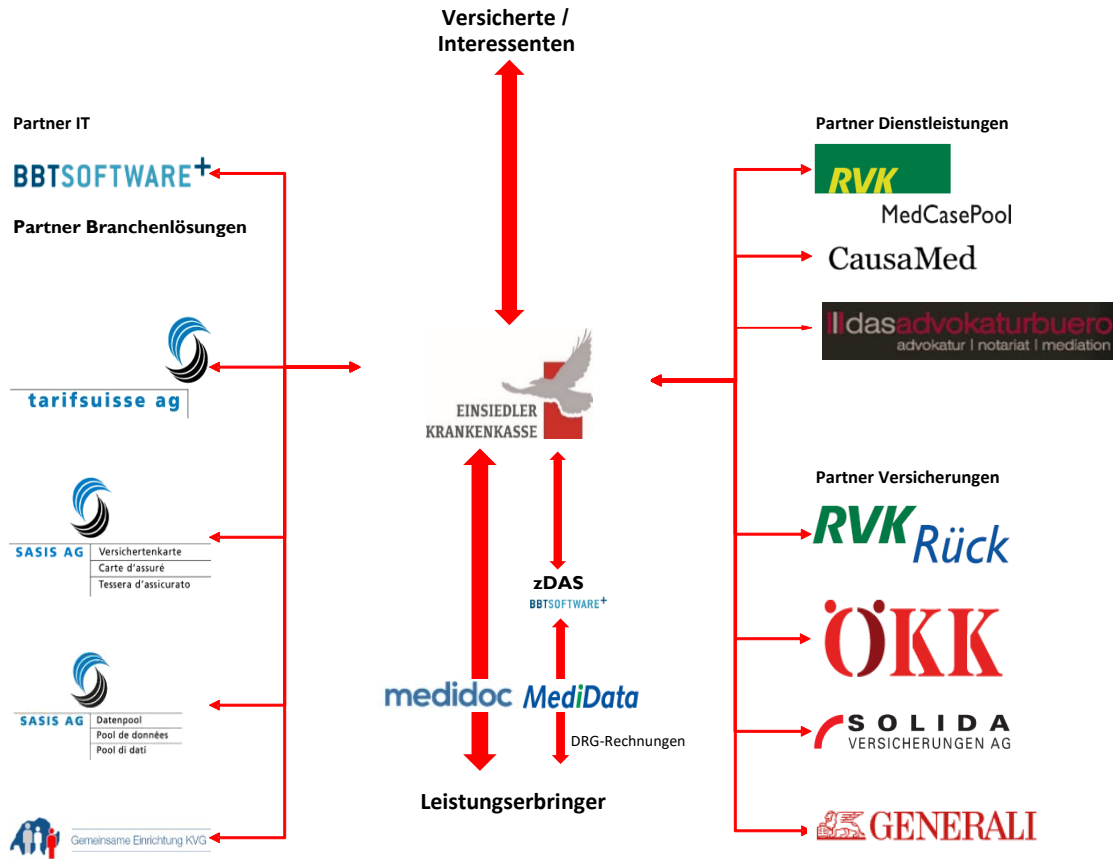 Versicherte /
Interessenten
Partner IT
BBTSOFTWARE+
Partner Branchenlösungen
tarifsuisse ag
SASIS AG
Versichertenkarte
Carte d'assuré
Tessera d'assicurato
SASIS AG
Datenpool
Pool de données
Pool di dati
Gemeinsame Einrichtung KVG
EINSIEDLER
KRANKENKASSE
zDAS
BBTSOFTWARE+
medidoc
MediData
DRG-Rechnungen
Leistungserbringer
Partner Dienstleistungen
RVK
MedCasePool
CausaMed
dasadvokaturbuero
advokatur | notariat | mediation
Partner Versicherungen
RVK Rück
ÖKK
SOLIDA
VERSICHERUNGEN AG
GENERALI